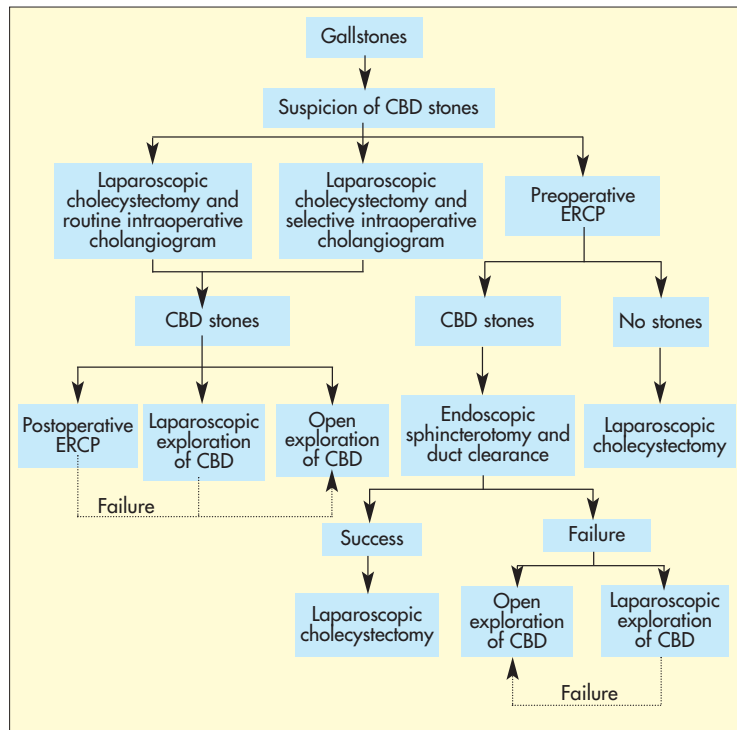 Gallstones
Suspicion of CBD stones
Laparoscopic
cholecystectomy and
routine intraoperative
cholangiogram
Laparoscopic
cholecystectomy and
selective intraoperative
cholangiogram
Preoperative
ERCP
CBD stones
CBD stones
No stones
Postoperative
ERCP
Laparoscopic
exploration
of CBD
Open
exploration
of CBD
Endoscopic
sphincterotomy and
duct clearance
Laparoscopic
cholecystectomy
Failure
Success
Failure
Laparoscopic
cholecystectomy
Open
exploration
of CBD
Laparoscopic
exploration
of CBD
Failure